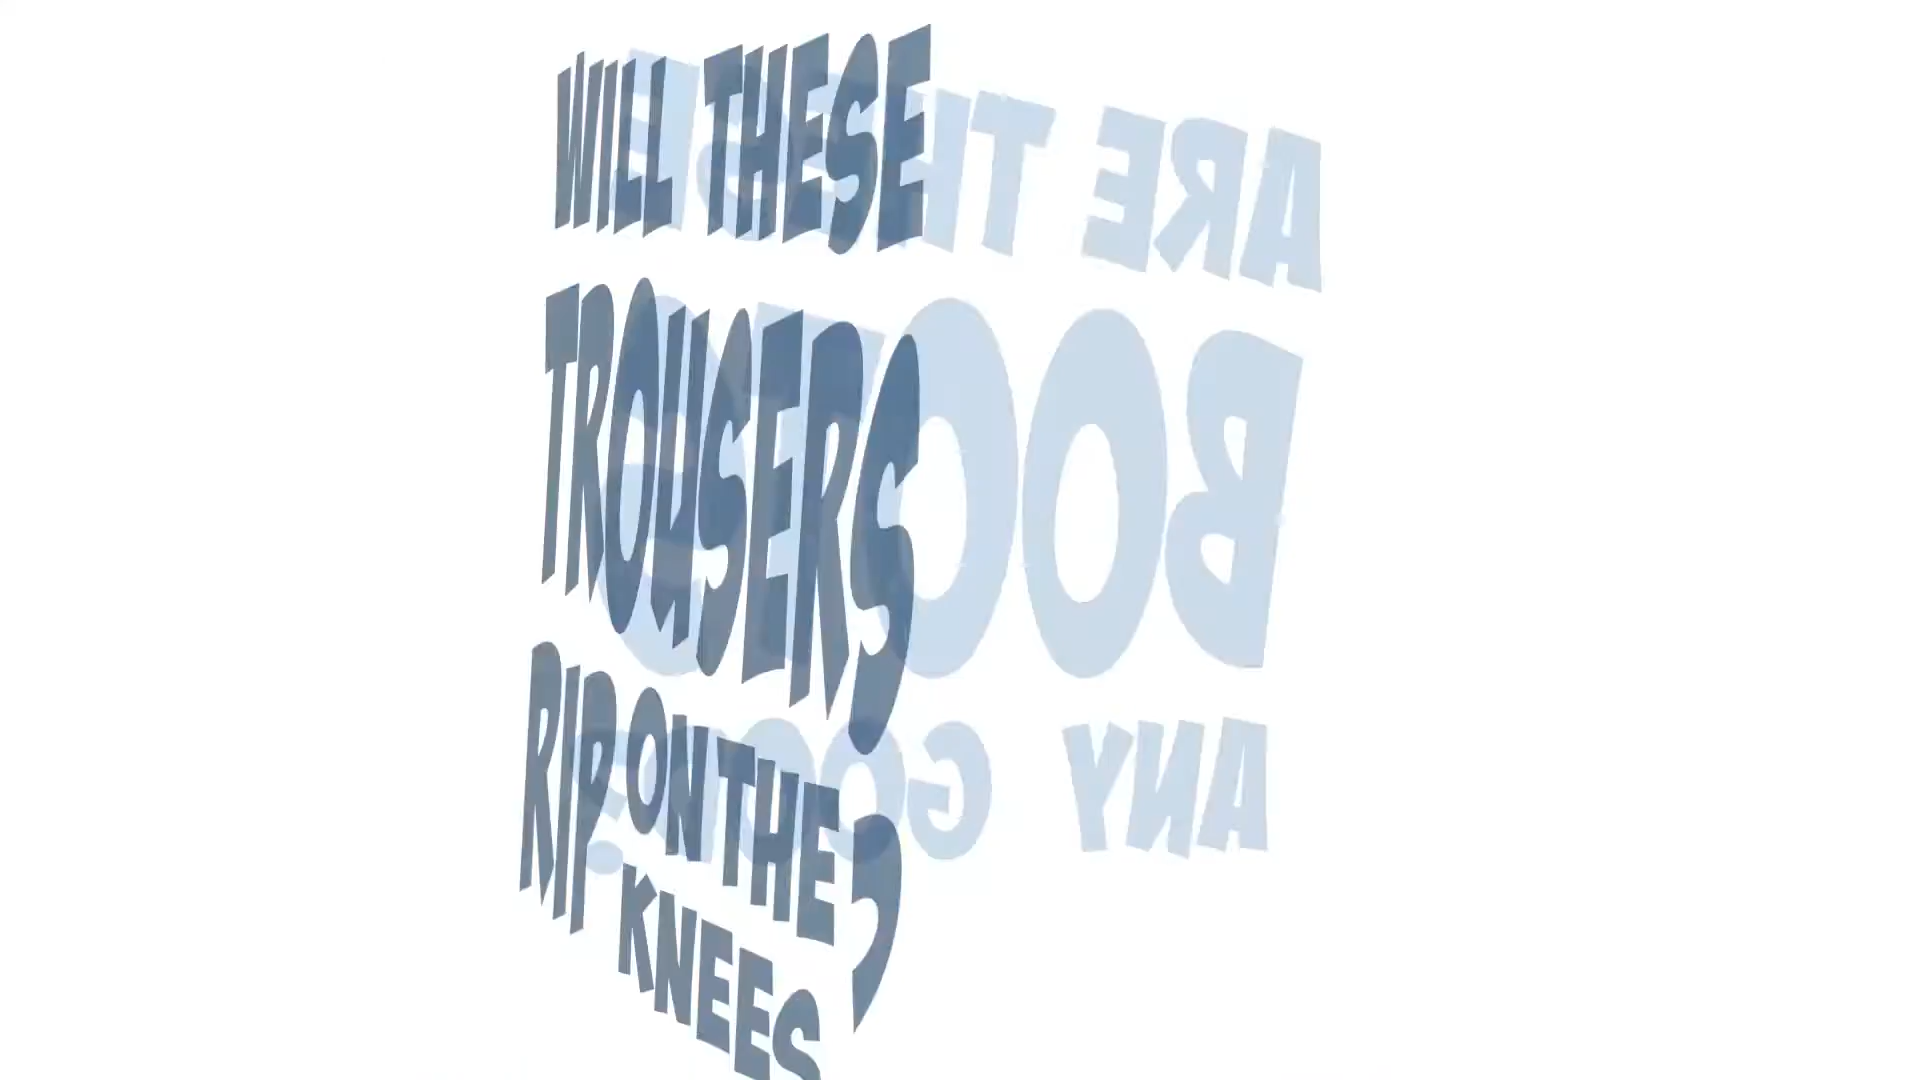 WILL THESE
TROUSERS
RIP ON THE
KNEES
ARE THESE
BOOTS
ANY GOOD?